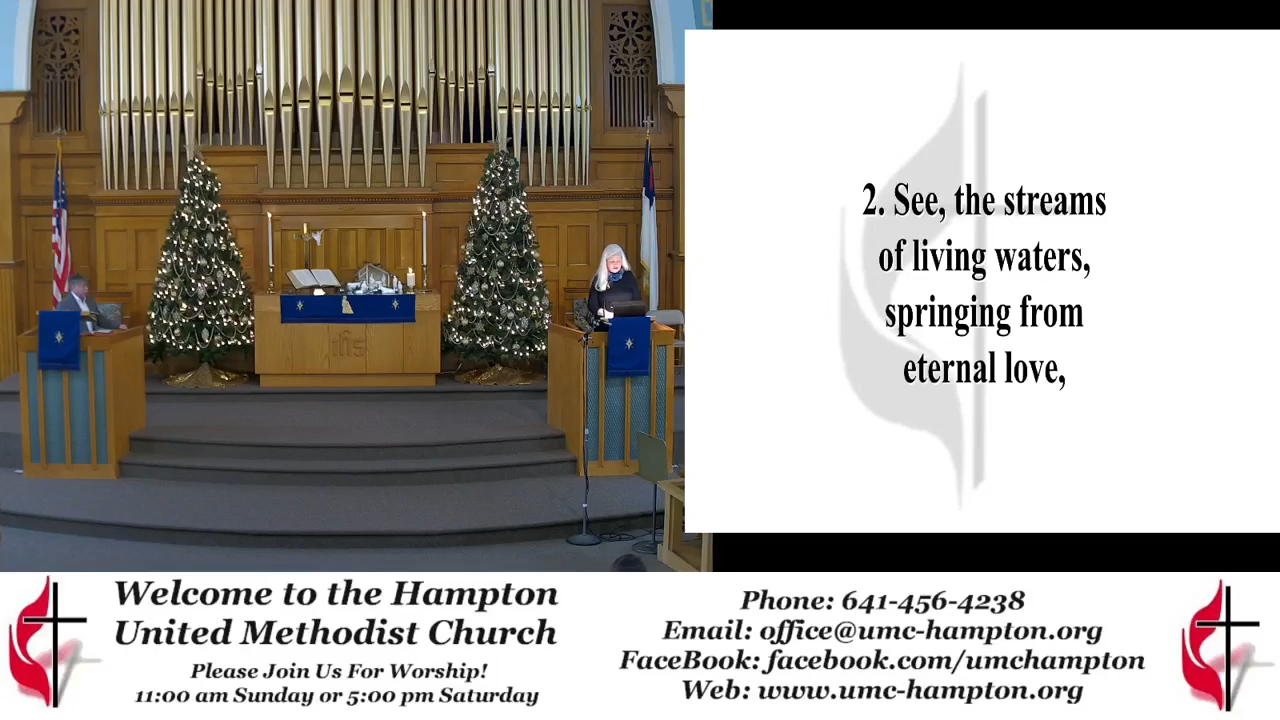 2. See, the streams
of living waters,
springing from
eternal love,
ihs
Welcome to the Hampton
United Methodist Church
Please Join Us For Worship!
11:00 am Sunday or 5:00 pm Saturday
Phone: 641-456-4238
Email: office@umc-hampton.org
FaceBook: facebook.com/umchampton
Web: www.umc-hampton.org